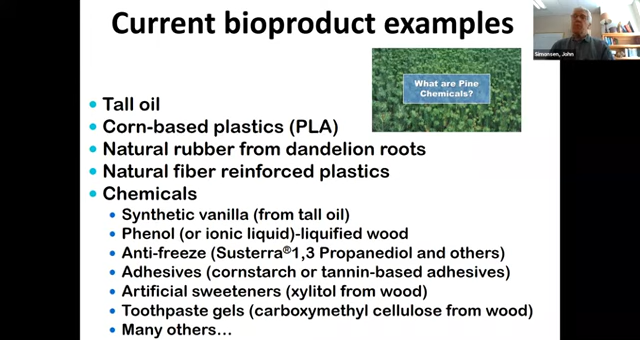 Current bioproduct examples
Simonsen, John
What are Pine
Chemicals?
Tall oil
Corn-based plastics (PLA)
Natural rubber from dandelion roots
Natural fiber reinforced plastics
Chemicals
Synthetic vanilla (from tall oil)
Phenol (or ionic liquid)-liquified wood
Anti-freeze (Susterra®1,3 Propanediol and others)
Adhesives (cornstarch or tannin-based adhesives)
Artificial sweeteners (xylitol from wood)
Toothpaste gels (carboxymethyl cellulose from wood)
Many others…